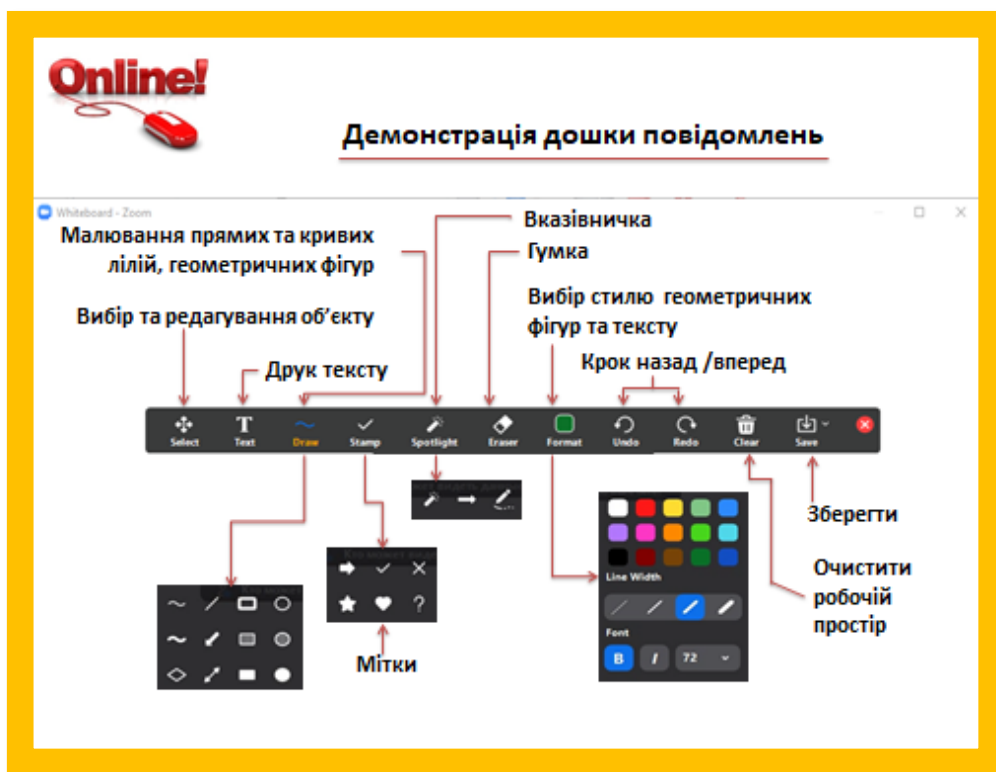 Online!
Демонстрація дошки повідомлень
Whiteboard - Zoom
Малювання прямих та кривих
лілій, геометричних фігур
Вказівничка
Гумка
Вибір стилю геометричних
фігур та тексту
Вибір та редагування об’єкту
Друк тексту
Крок назад /вперед
Select
Text
Draw
Stamp
Spotlight
Eraser
Format
Undo
Redo
Clear
Save
Зберегти
Очистити
робочій
простір
Мітки
Line Width
Font
B
I
72